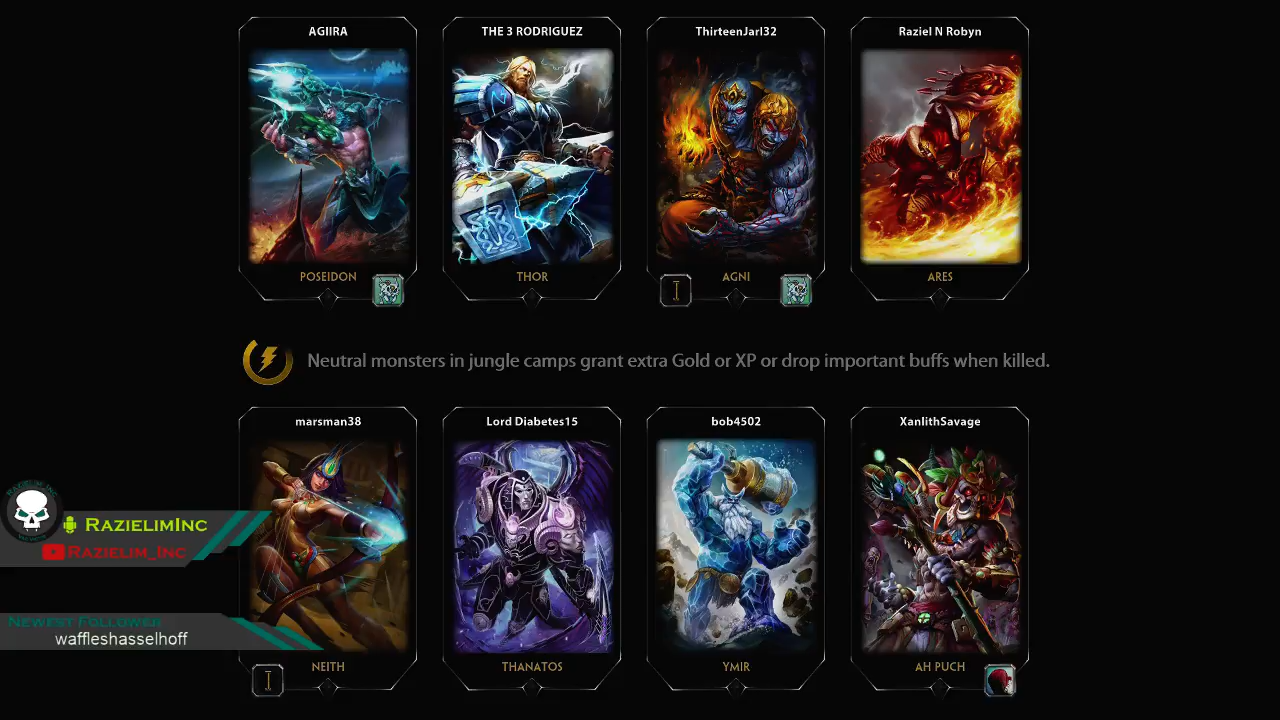 AGIIRA
THE 3 RODRIGUEZ
ThirteenJarl32
Raziel N Robyn
POSEIDON
THOR
I
AGNI
ARES
Neutral monsters in jungle camps grant extra Gold or XP or drop important buffs when killed.
marsman38
Lord Diabetes15
bob4502
XanlithSavage
RAZIELIMINC
RAZIELIM_INC
NEWEST FOLLOWER
waffleshasselhoff
I
NEITH
THANATOS
YMIR
AH PUCH